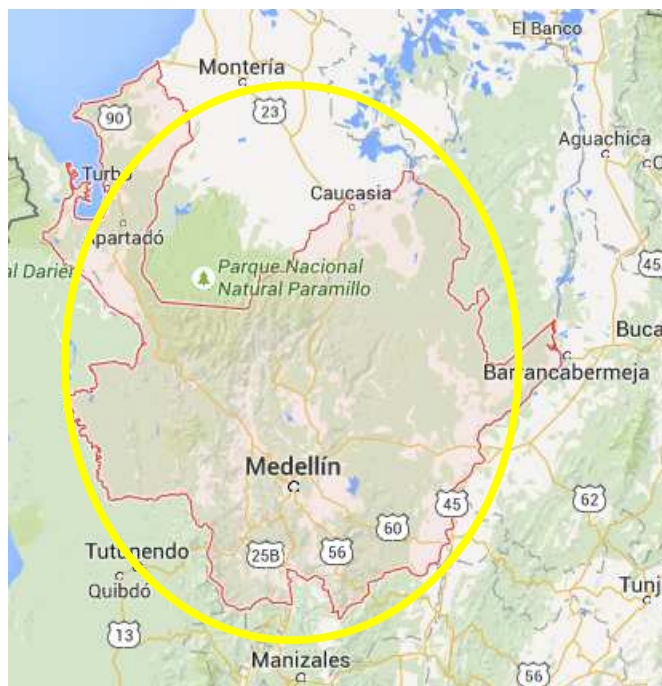 El Banco
Montería
90
23
Aguachica
Turbo
Caucasia
Apartadó
45
al Darién
Parque Nacional
Natural Paramillo
Buca
Barrancabermeja
Medellín
45
62
60
Tutunendo
25B
56
Quibdó
Tunj
13
Manizales
56